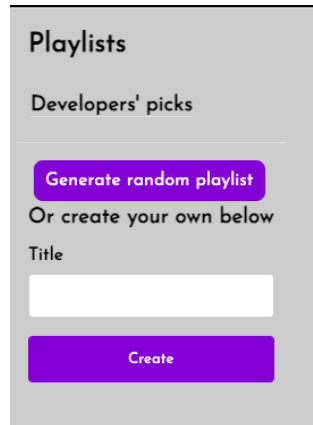 Playlists
Developers' picks
Generate random playlist
Or create your own below
Title
Create